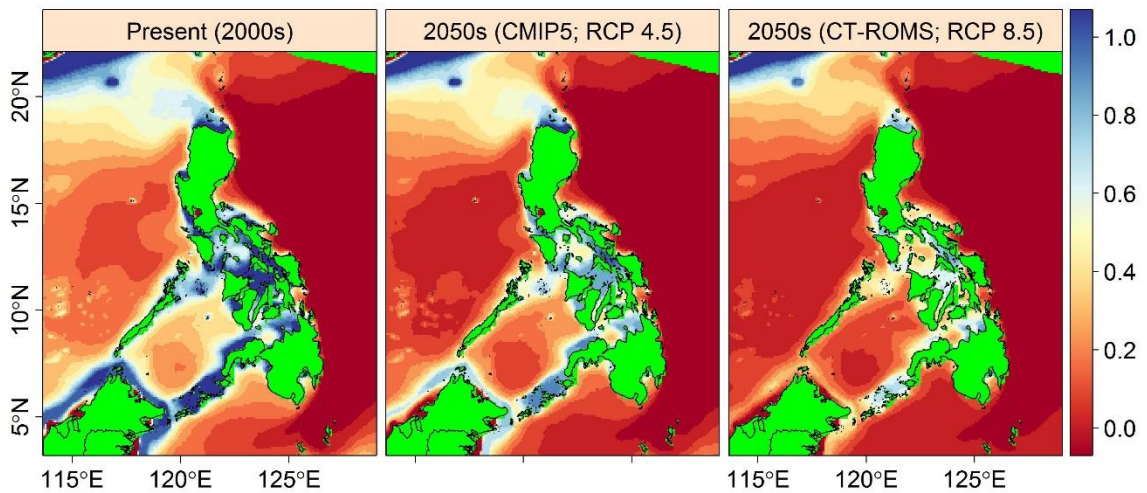 Present (2000s)
2050s (CMIP5; RCP 4.5)
2050s (CT-ROMS; RCP 8.5)
20°N
15°N
10°N
5°N
115°E
120°E
125°E
115°E
120°E
125°E
1.0
0.8
0.6
0.4
0.2
0.0